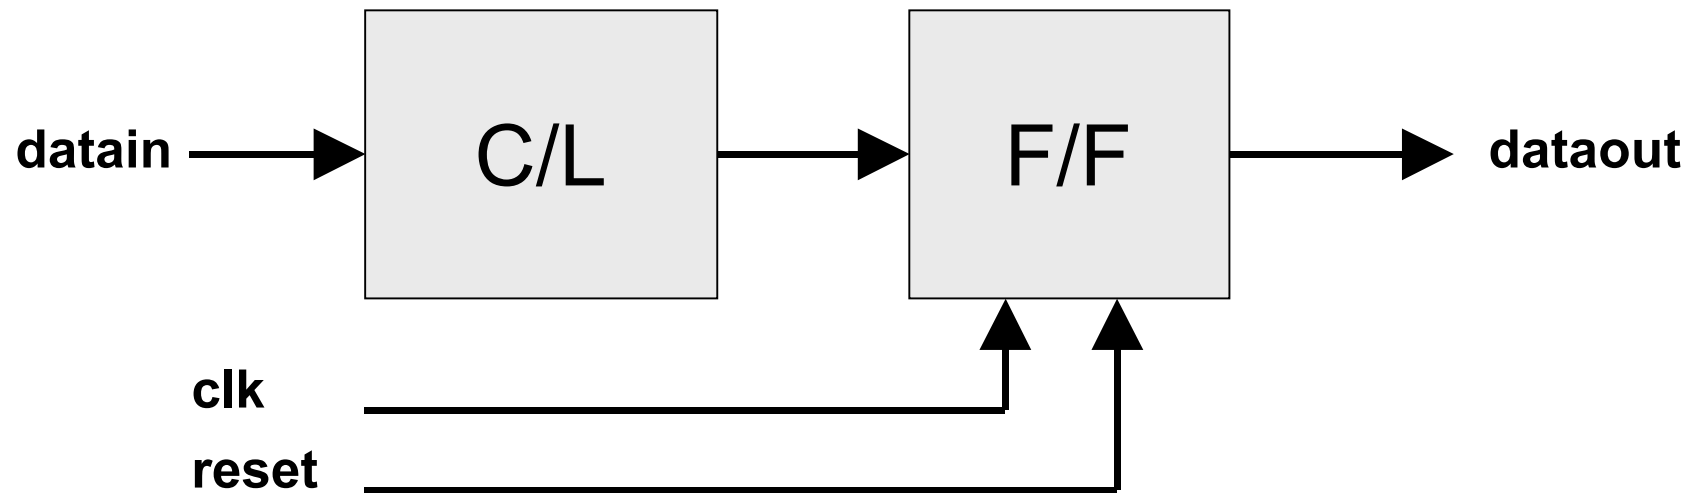 datain
C/L
F/F
dataout
clk
reset